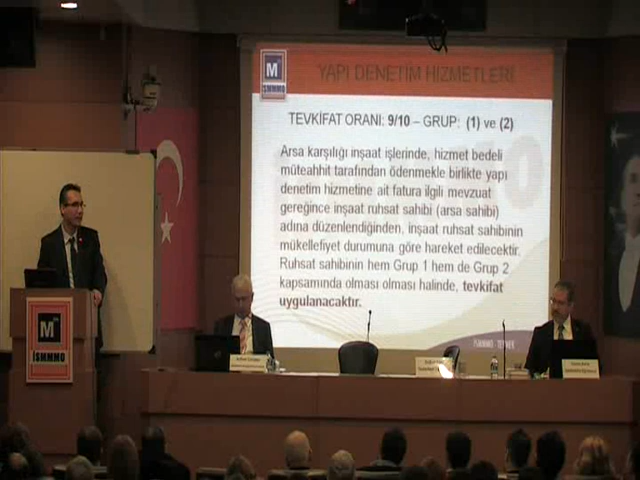 M
İSMMMO
YAPI DENETİM HİZMETLERİ
TEVKİFAT ORANI: 9/10 – GRUP: (1) ve (2)
Arsa karşılığı inşaat işlerinde, hizmet bedeli
müteahhit tarafından ödenmekle birlikte yapı
denetim hizmetine ait fatura ilgili mevzuat
gereğince inşaat ruhsat sahibi (arsa sahibi)
adına düzenlendiğinden, inşaat ruhsat sahibinin
mükellefiyet durumuna göre hareket edilecektir.
Ruhsat sahibinin hem Grup 1 hem de Grup 2
kapsamında olması olması halinde, tevkifat
uygulanacaktır.
M
İSMMMO